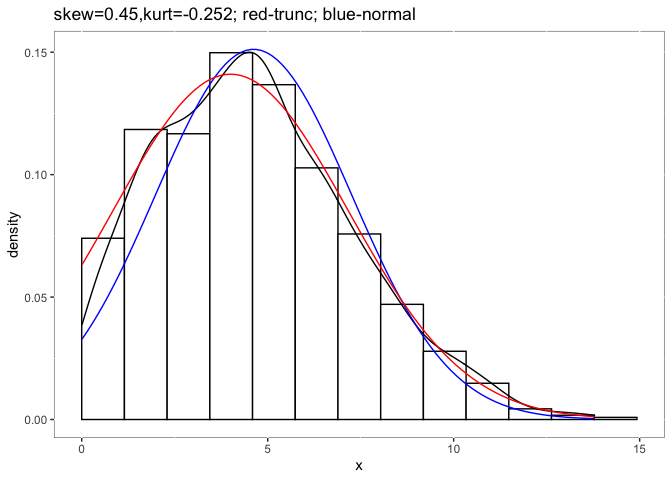 skew=0.45,kurt=-0.252; red-trunc; blue-normal
0.15
0.10
0.05
0.00
density
0 5 10 15
x